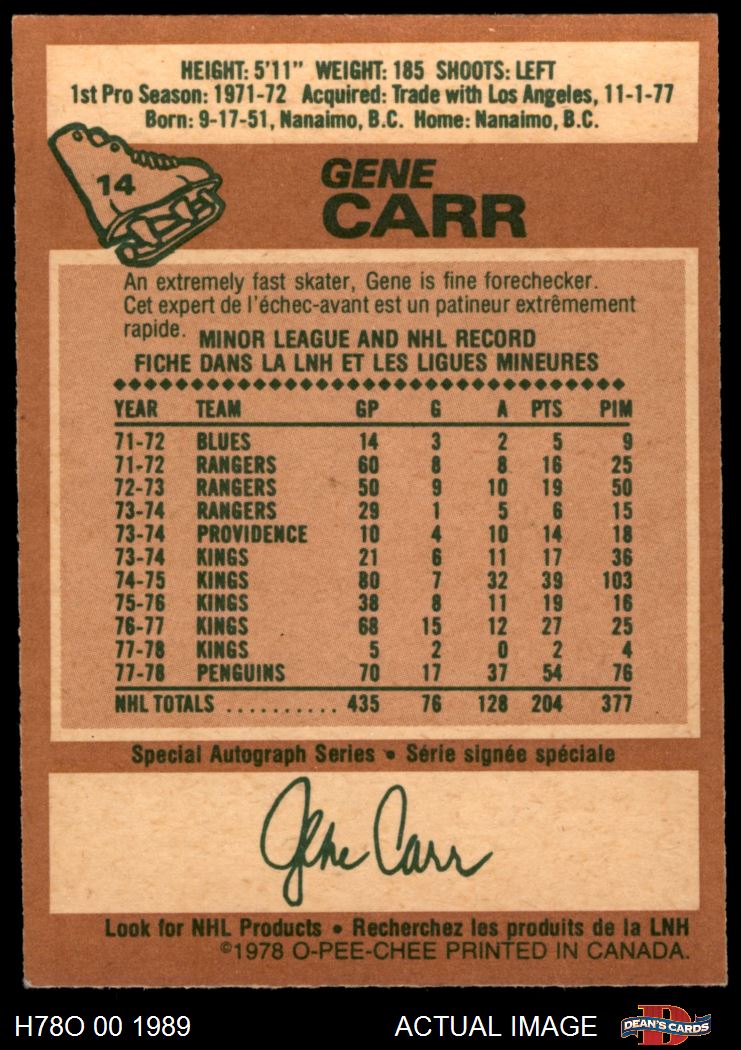 HEIGHT: 5'11" WEIGHT: 185 SHOOTS: LEFT
1st Pro Season: 1971-72 Acquired: Trade with Los Angeles, 11-1-77
Born: 9-17-51, Nanaimo, B.C. Home: Nanaimo, B.C.
14
GENE
CARR
An extremely fast skater, Gene is fine forechecker.
Cet expert de l'échec-avant est un patineur extrêmement
rapide.
MINOR LEAGUE AND NHL RECORD
FICHE DANS LA LNH ET LES LIGUES MINEURES
YEAR TEAM GP G A PTS PIM
71-72 BLUES 14 3 2 5 9
71-72 RANGERS 60 8 8 16 25
72-73 RANGERS 50 9 10 19 50
73-74 RANGERS 29 1 5 6 15
73-74 PROVIDENCE 10 4 10 14 18
73-74 KINGS 21 6 11 17 36
74-75 KINGS 80 7 32 39 103
75-76 KINGS 38 8 11 19 16
76-77 KINGS 68 15 12 27 25
77-78 KINGS 5 2 0 2 4
77-78 PENGUINS 70 17 37 54 76
NHL TOTALS .......... 435 76 128 204 377
Special Autograph Series • Série signée spéciale
Gene Carr
Look for NHL Products • Recherchez les produits de la LNH
©1978 O-PEE-CHEE PRINTED IN CANADA.
H78O 00 1989 ACTUAL IMAGE
D
DEAN'S CARDS